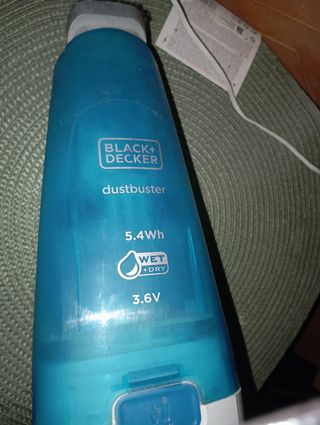 BLACK+
DECKER
dustbuster
5.4Wh
WET
+DRY
3.6V